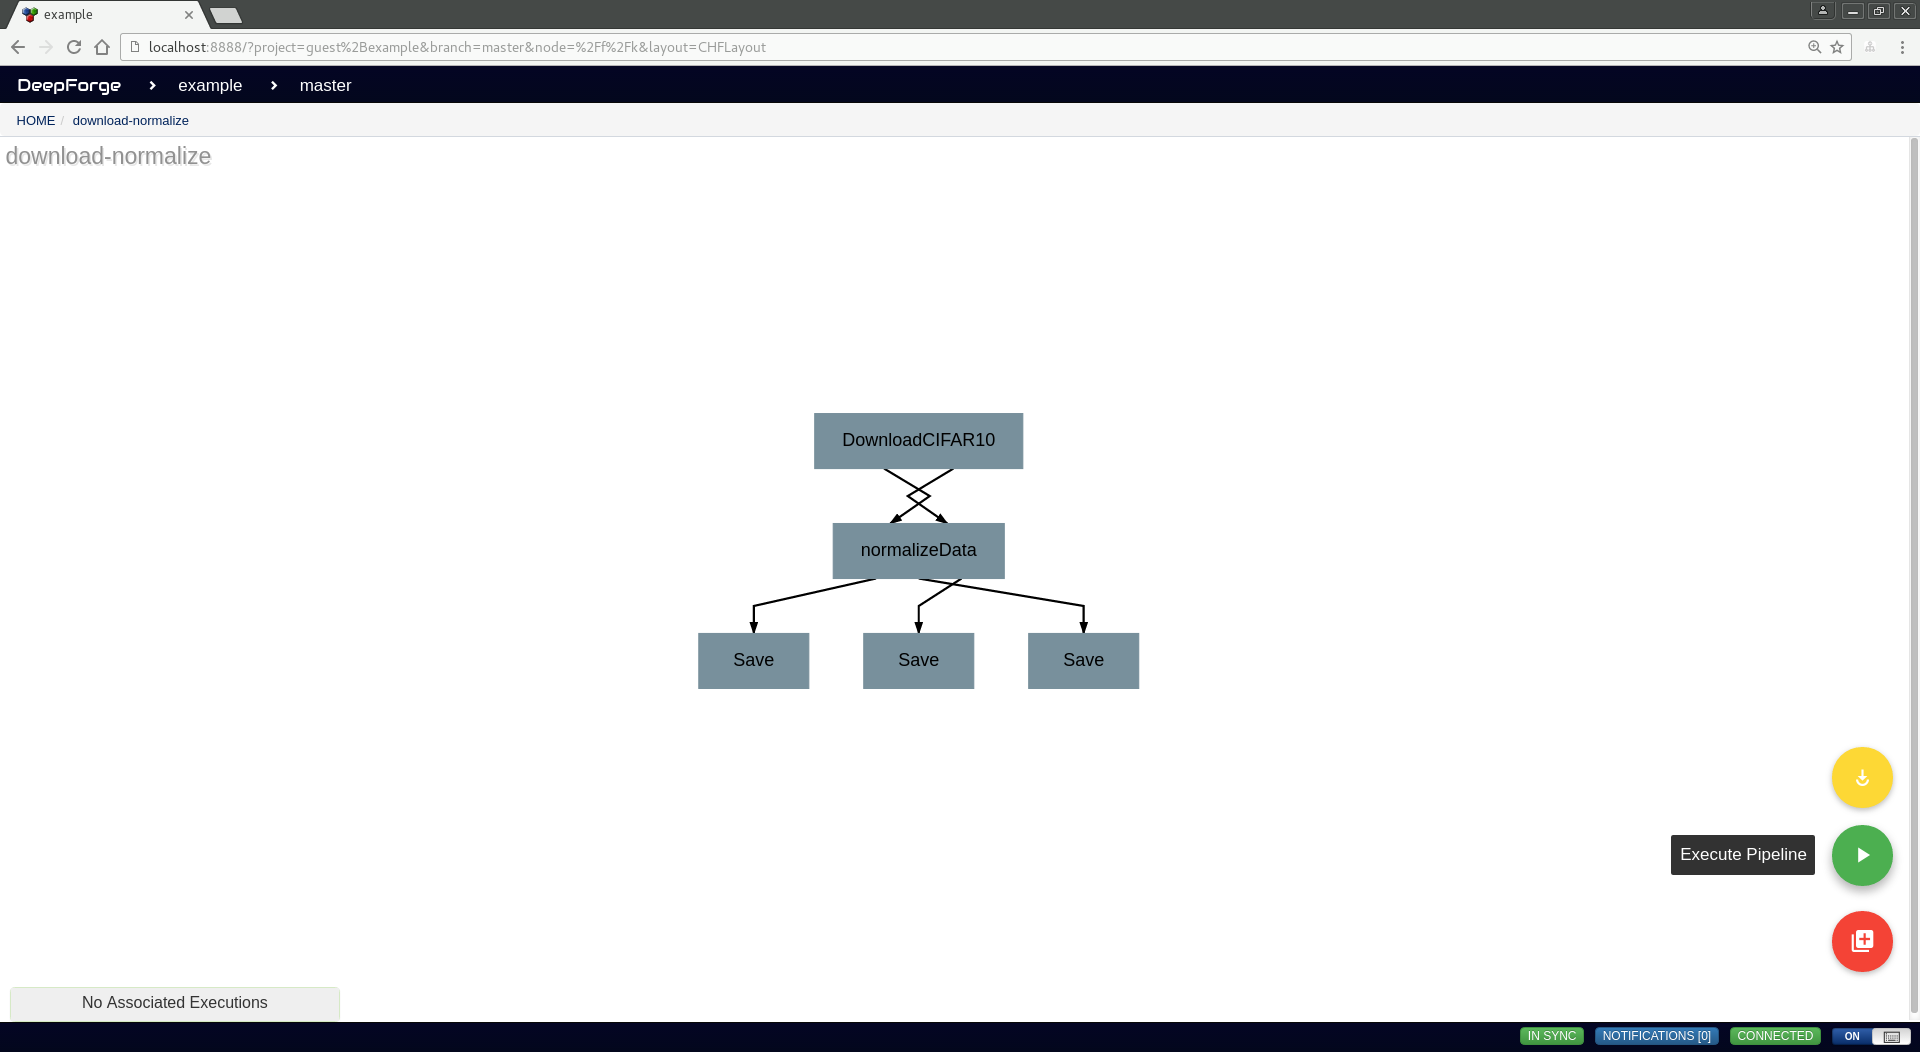 example
localhost:8888/?project=guest%2Bexample&branch=master&node=%2Ff%2Fk&layout=CHFLayout
DeepForge > example > master
HOME / download-normalize
download-normalize
DownloadCIFAR10
normalizeData
Save Save Save
Execute Pipeline
No Associated Executions
IN SYNC NOTIFICATIONS [0] CONNECTED ON